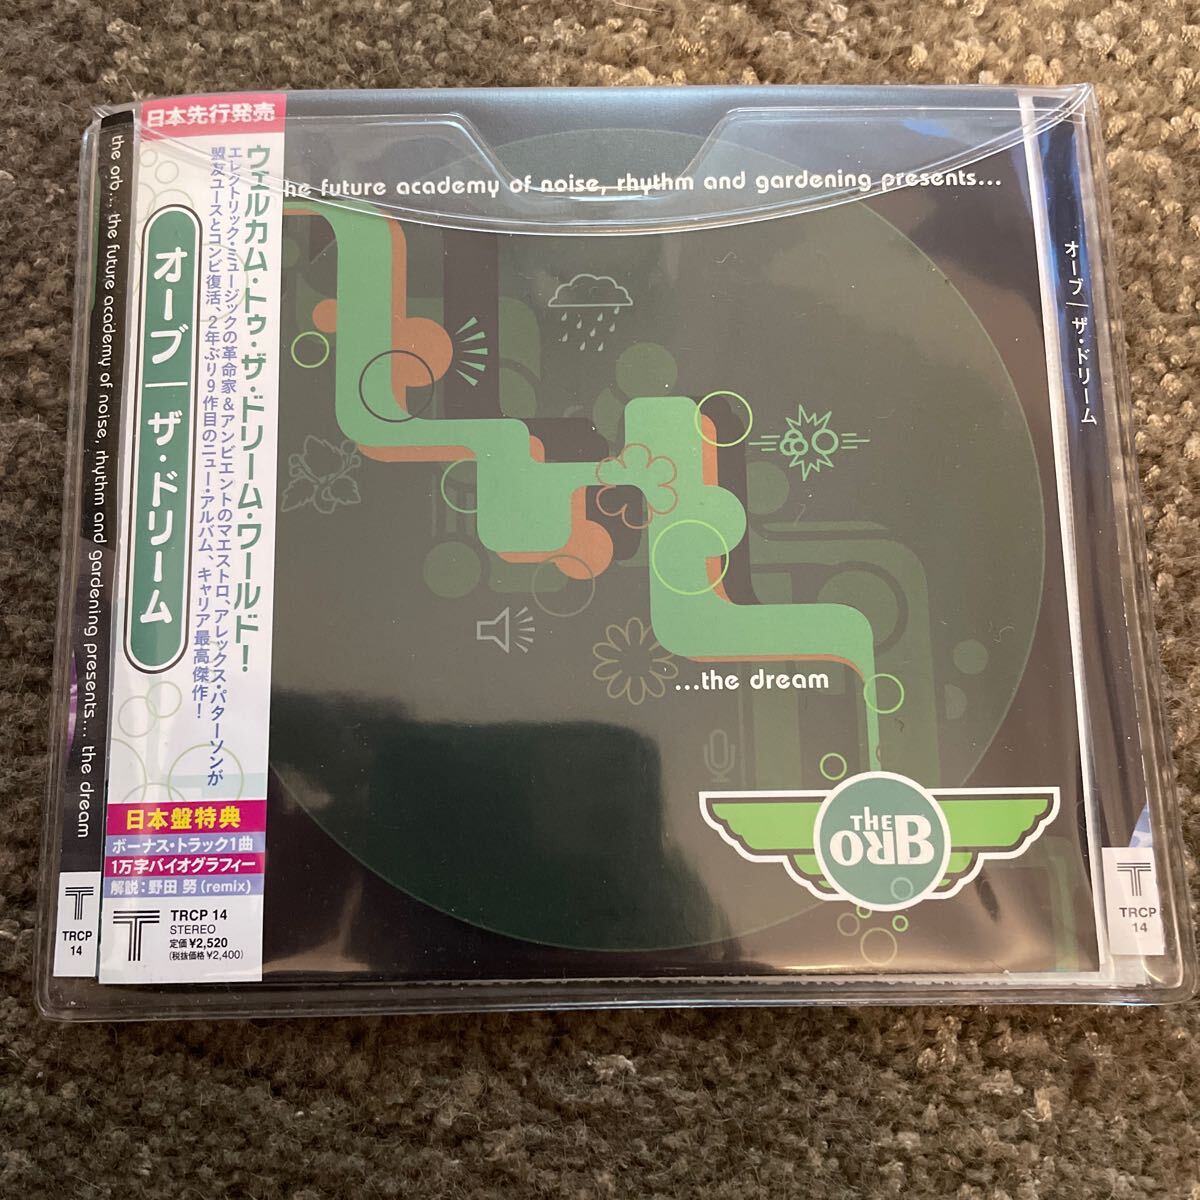 日本先行発売
ウェルカム・トゥ・ザ・ドリーム・ワールド!
エレクトリック・ミュージックの革命家&アンビエントのマエストロ、アレックス・パターソンが
盟友ユースとコンビ復活、2年ぶり9作目のニュー・アルバム、キャリア最高傑作!
オーブ|ザ・ドリーム
日本盤特典
ボーナス・トラック1曲
1万字バイオグラフィー
解説:野田 努(remix)
T
TRCP 14
STEREO
定価¥2,520
(税抜価格¥2,400)
the orb... the future academy of noise, rhythm and gardening presents... the dream
T
TRCP
14
he future academy of noise, rhythm and gardening presents...
...the dream
THE
ORB
オーブ|ザ・ドリーム
T
TRCP
14